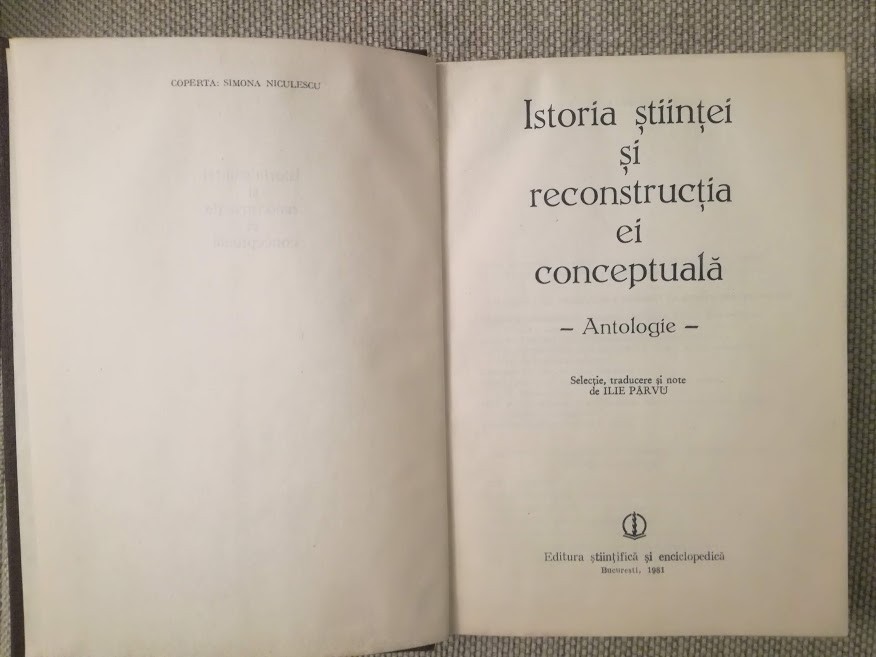 COPERTA: SIMONA NICULESCU
Istoria științei
și
reconstrucția
ei
conceptuală
– Antologie –
Selecție, traducere și note
de ILIE PÂRVU
Editura științifică și enciclopedică
București, 1981